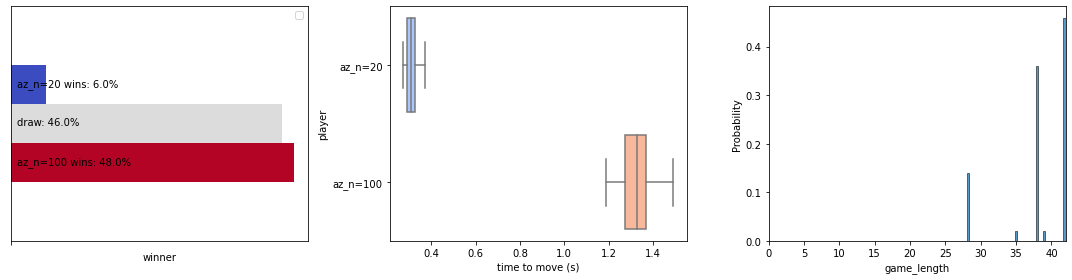 az_n=20 wins: 6.0%
draw: 46.0%
az_n=100 wins: 48.0%
winner
player
az_n=20
az_n=100
0.4 0.6 0.8 1.0 1.2 1.4
time to move (s)
Probability
0.4
0.3
0.2
0.1
0.0
0 5 10 15 20 25 30 35 40
game_length